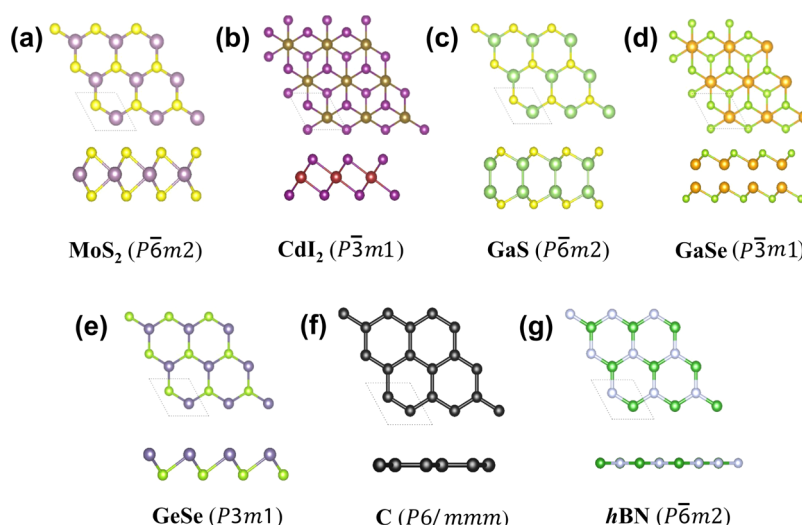 (a) (b) (c) (d)
MoS₂ (P6̅m2) CdI₂ (P3̅m1) GaS (P6̅m2) GaSe (P3̅m1)
(e) (f) (g)
GeSe (P3m1) C (P6/mmm) hBN (P6̅m2)